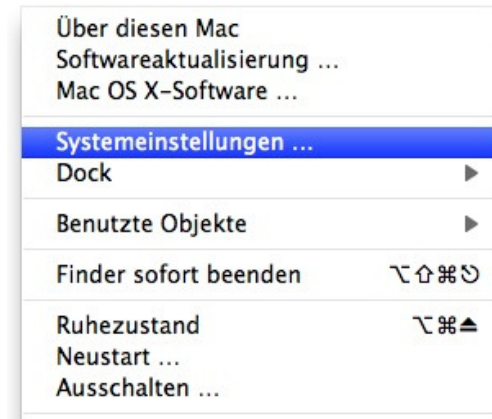 Über diesen Mac
Softwareaktualisierung ...
Mac OS X-Software ...
Systemeinstellungen ...
Dock ▶
Benutzte Objekte ▶
Finder sofort beenden ⌥⇧⌘⎋
Ruhezustand ⌥⌘⏏
Neustart ...
Ausschalten ...